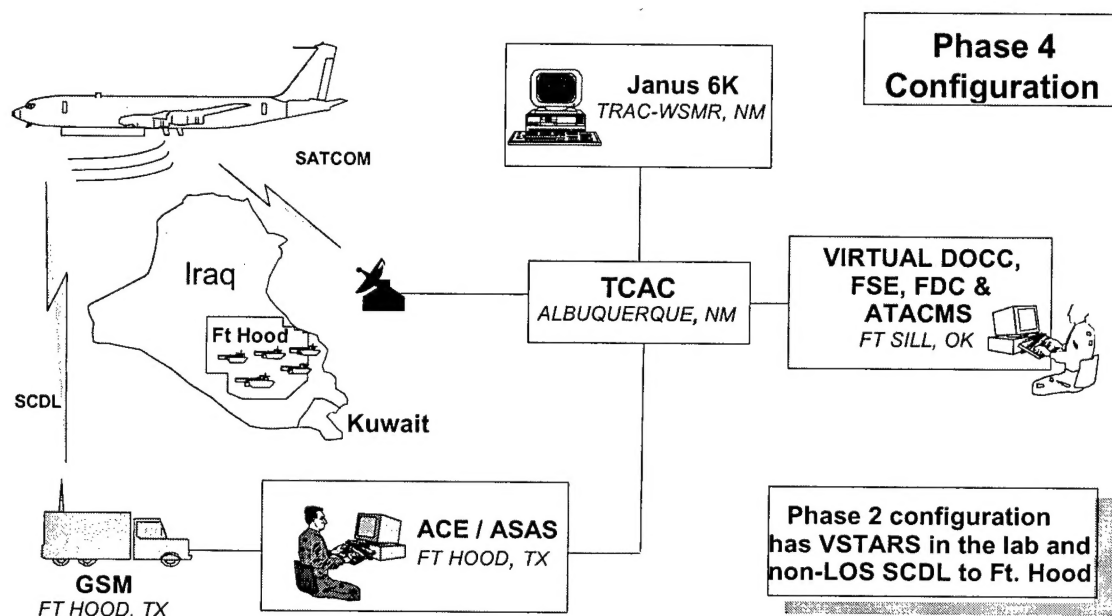 Phase 4
Configuration
Janus 6K
TRAC-WSMR, NM
SATCOM
VIRTUAL DOCC,
FSE, FDC &
ATACMS
FT SILL, OK
TCAC
ALBUQUERQUE, NM
Iraq
Ft Hood
Kuwait
SCDL
ACE / ASAS
FT HOOD, TX
GSM
FT HOOD, TX
Phase 2 configuration
has VSTARS in the lab and
non-LOS SCDL to Ft. Hood